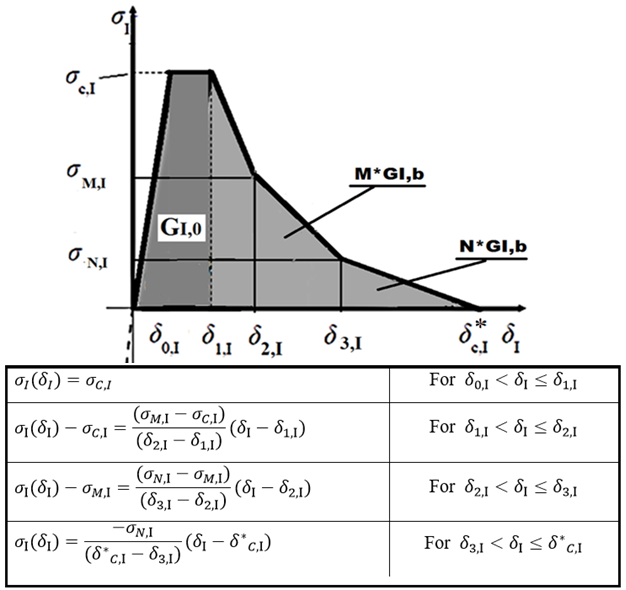 σI
σc,I
σM,I
M*GI,b
GI,0
σN,I
N*GI,b
δ0,I δ1,I δ2,I δ3,I δ*c,I δI
σI(δI) = σC,I For δ0,I < δI ≤ δ1,I
σI(δI) − σC,I = (σM,I − σC,I)/(δ2,I − δ1,I) (δI − δ1,I) For δ1,I < δI ≤ δ2,I
σI(δI) − σM,I = (σN,I − σM,I)/(δ3,I − δ2,I) (δI − δ2,I) For δ2,I < δI ≤ δ3,I
σI(δI) = −σN,I/(δ*C,I − δ3,I) (δI − δ*C,I) For δ3,I < δI ≤ δ*C,I